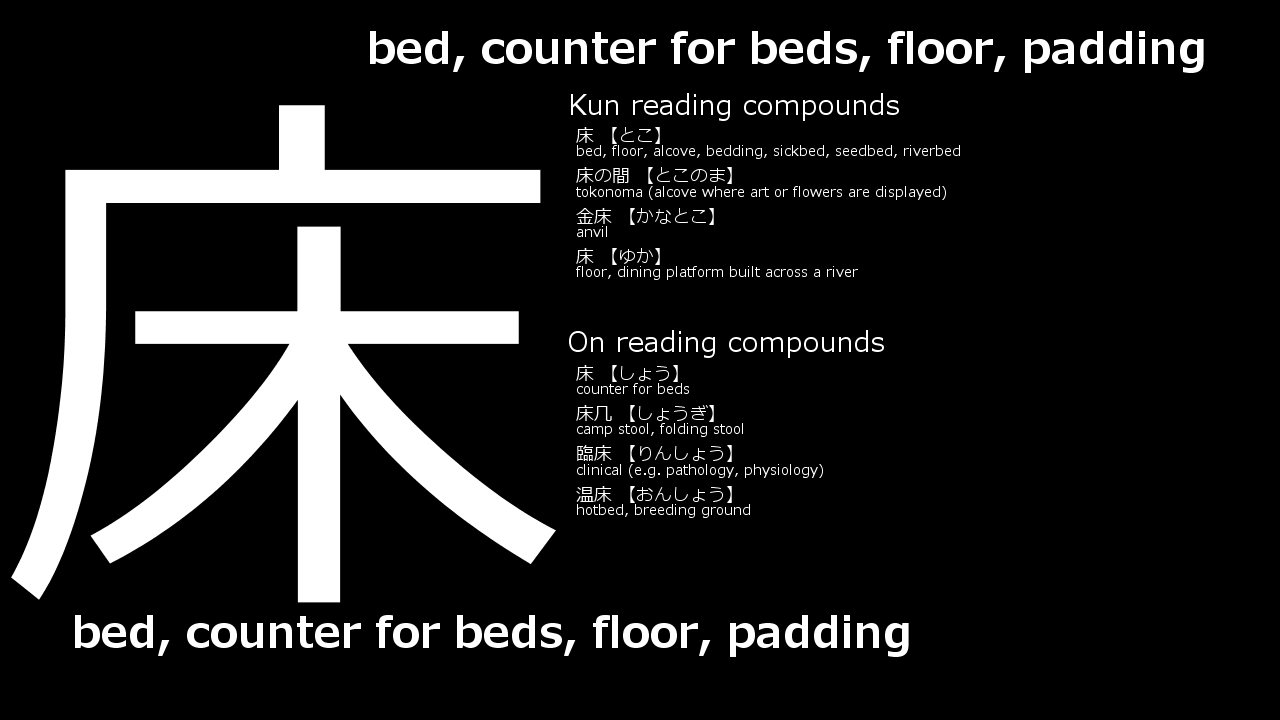 bed, counter for beds, floor, padding
床
Kun reading compounds
床 【とこ】
bed, floor, alcove, bedding, sickbed, seedbed, riverbed
床の間 【とこのま】
tokonoma (alcove where art or flowers are displayed)
金床 【かなとこ】
anvil
床 【ゆか】
floor, dining platform built across a river
On reading compounds
床 【しょう】
counter for beds
床几 【しょうぎ】
camp stool, folding stool
臨床 【りんしょう】
clinical (e.g. pathology, physiology)
温床 【おんしょう】
hotbed, breeding ground
bed, counter for beds, floor, padding